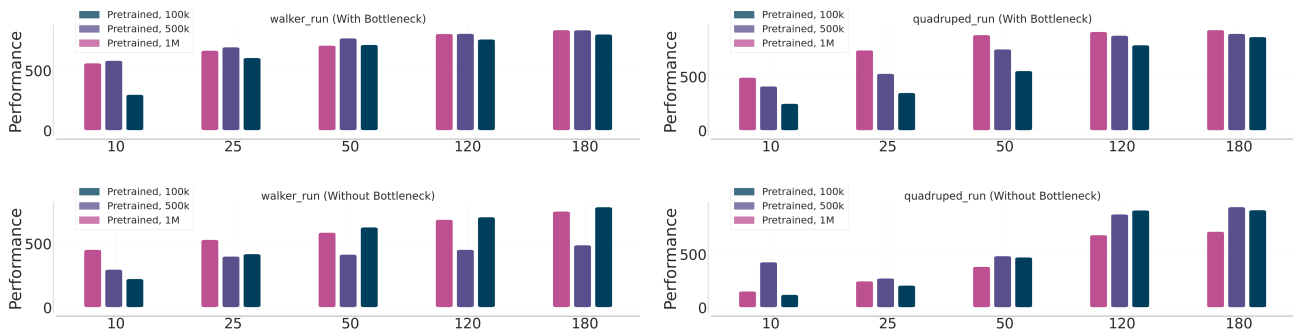 walker_run (With Bottleneck)
Pretrained, 100k
Pretrained, 500k
Pretrained, 1M
Performance
500
0
10 25 50 120 180
quadruped_run (With Bottleneck)
Pretrained, 100k
Pretrained, 500k
Pretrained, 1M
Performance
500
0
10 25 50 120 180
walker_run (Without Bottleneck)
Pretrained, 100k
Pretrained, 500k
Pretrained, 1M
Performance
500
0
10 25 50 120 180
quadruped_run (Without Bottleneck)
Pretrained, 100k
Pretrained, 500k
Pretrained, 1M
Performance
500
0
10 25 50 120 180